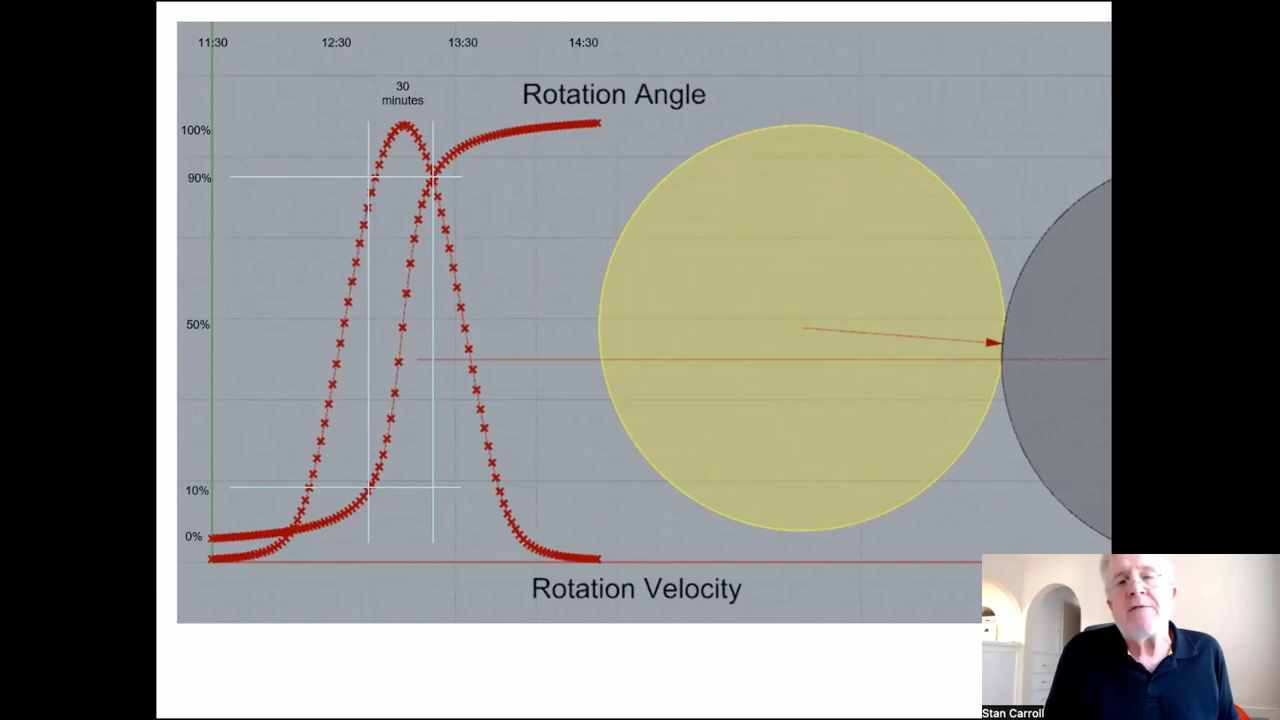 11:30 12:30 13:30 14:30
30
minutes
Rotation Angle
100%
90%
50%
10%
0%
Rotation Velocity
Stan Carroll